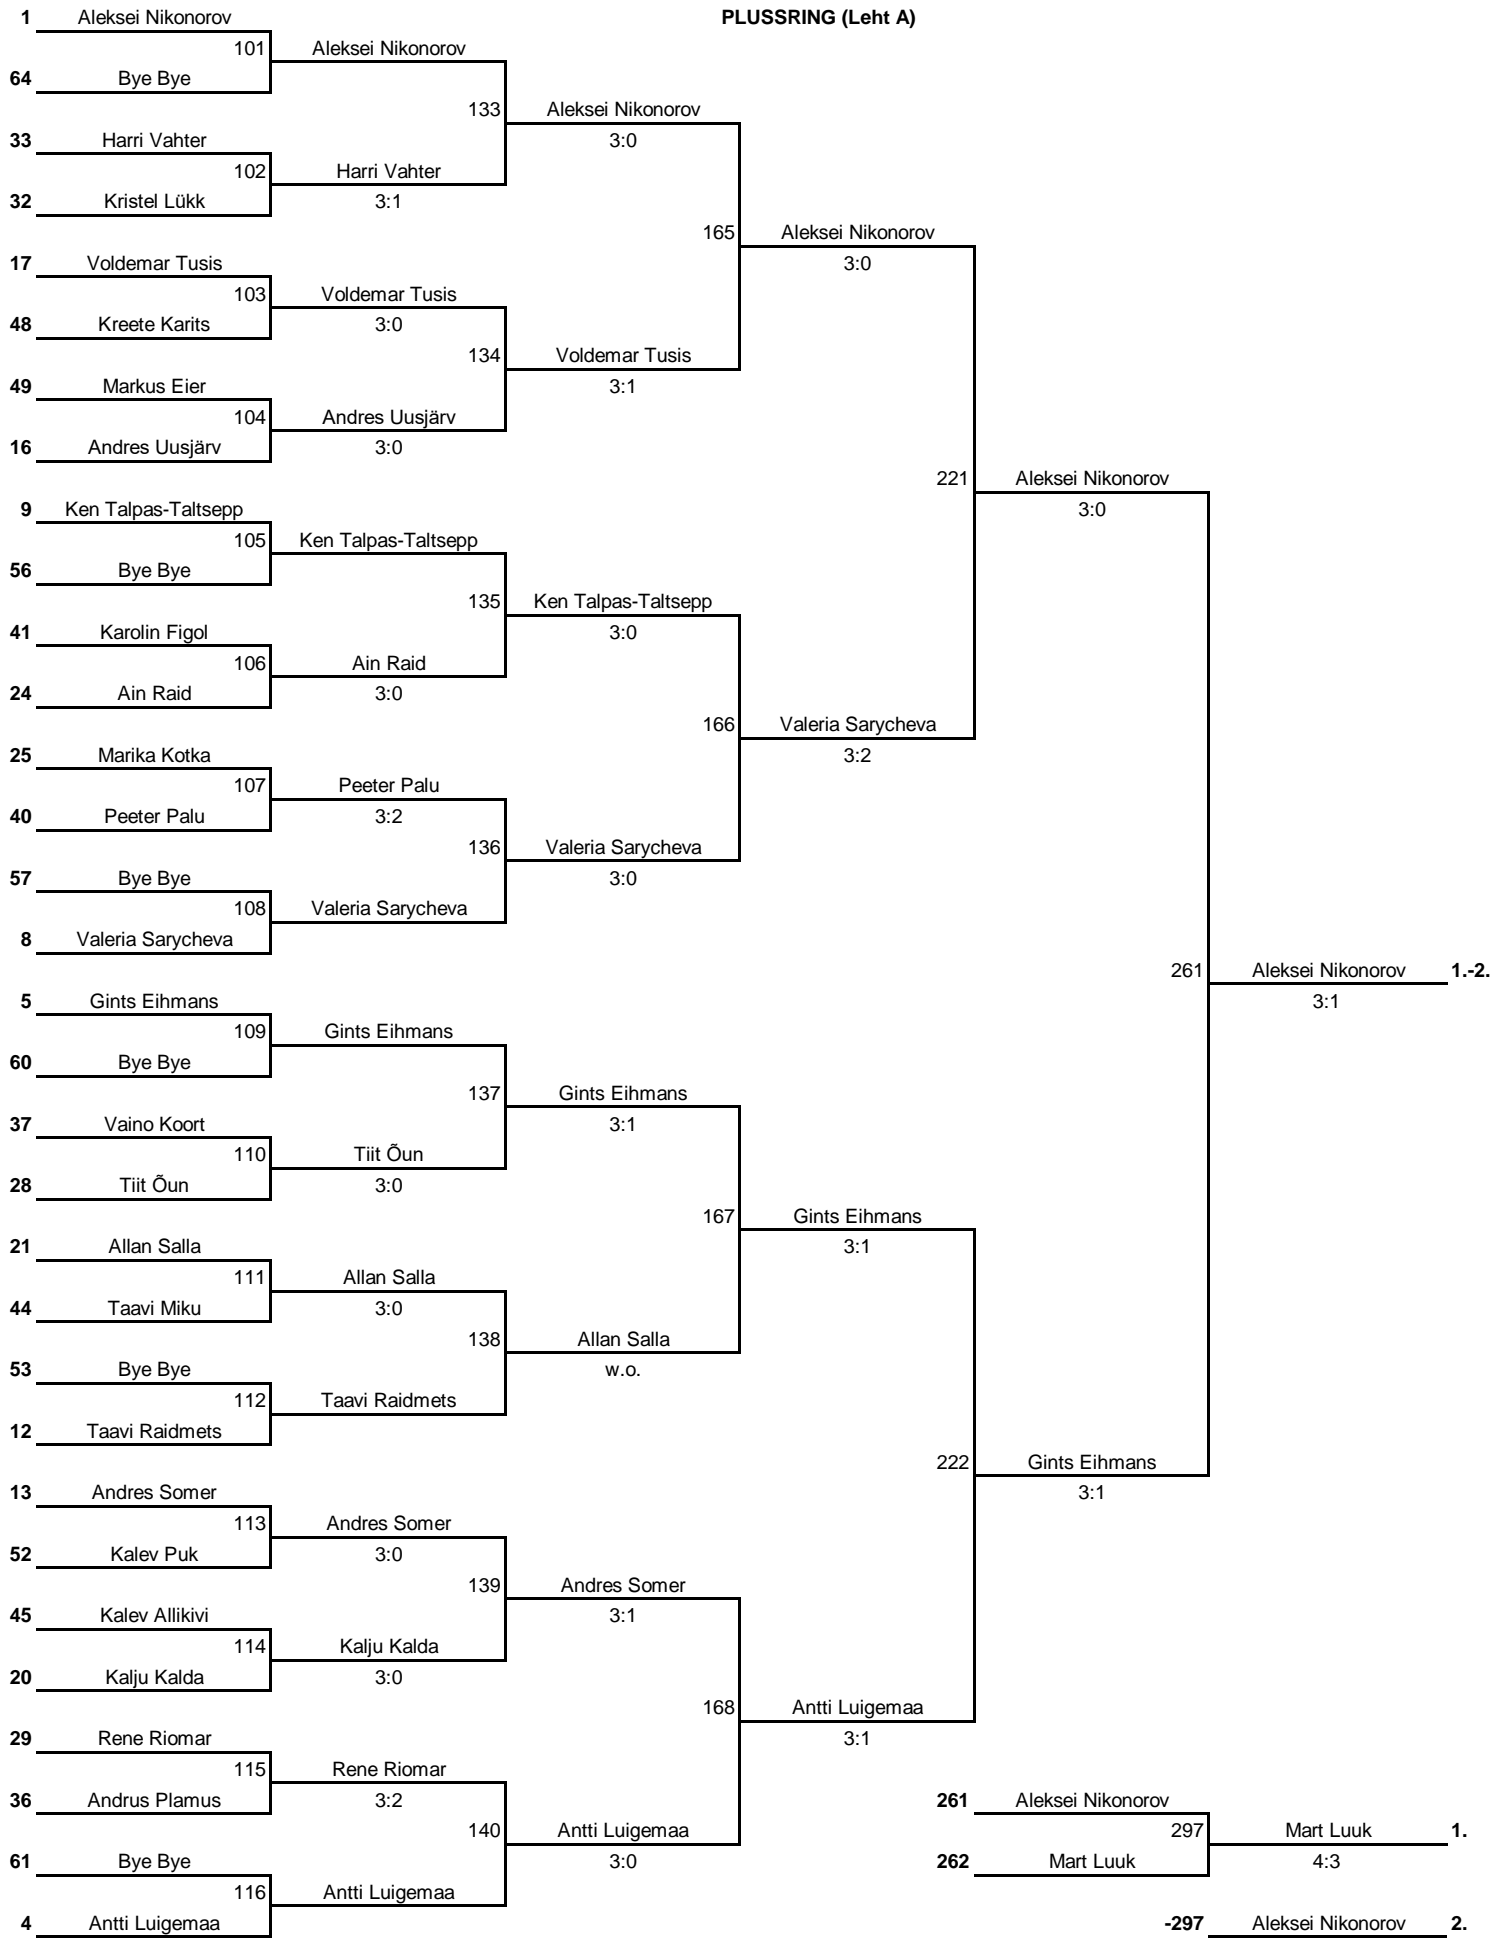 1 Aleksei Nikonorov PLUSSRING (Leht A)
101 Aleksei Nikonorov
64 Bye Bye
133 Aleksei Nikonorov
33 Harri Vahter 3:0
102 Harri Vahter
32 Kristel Lükk 3:1
165 Aleksei Nikonorov
17 Voldemar Tusis 3:0
103 Voldemar Tusis
48 Kreete Karits 3:0
134 Voldemar Tusis
49 Markus Eier 3:1
104 Andres Uusjärv
16 Andres Uusjärv 3:0
221 Aleksei Nikonorov
9 Ken Talpas-Taltsepp 3:0
105 Ken Talpas-Taltsepp
56 Bye Bye
135 Ken Talpas-Taltsepp
41 Karolin Figol 3:0
106 Ain Raid
24 Ain Raid 3:0
166 Valeria Sarycheva
25 Marika Kotka 3:2
107 Peeter Palu
40 Peeter Palu 3:2
136 Valeria Sarycheva
57 Bye Bye 3:0
108 Valeria Sarycheva
8 Valeria Sarycheva
261 Aleksei Nikonorov 1.-2.
5 Gints Eihmans 3:1
109 Gints Eihmans
60 Bye Bye
137 Gints Eihmans
37 Vaino Koort 3:1
110 Tiit Õun
28 Tiit Õun 3:0
167 Gints Eihmans
21 Allan Salla 3:1
111 Allan Salla
44 Taavi Miku 3:0
138 Allan Salla
53 Bye Bye w.o.
112 Taavi Raidmets
12 Taavi Raidmets
222 Gints Eihmans
13 Andres Somer 3:1
113 Andres Somer
52 Kalev Puk 3:0
139 Andres Somer
45 Kalev Allikivi 3:1
114 Kalju Kalda
20 Kalju Kalda 3:0
168 Antti Luigemaa
29 Rene Riomar 3:1
115 Rene Riomar
36 Andrus Plamus 3:2 261 Aleksei Nikonorov
140 Antti Luigemaa 297 Mart Luuk 1.
61 Bye Bye 3:0 262 Mart Luuk 4:3
116 Antti Luigemaa
4 Antti Luigemaa -297 Aleksei Nikonorov 2.